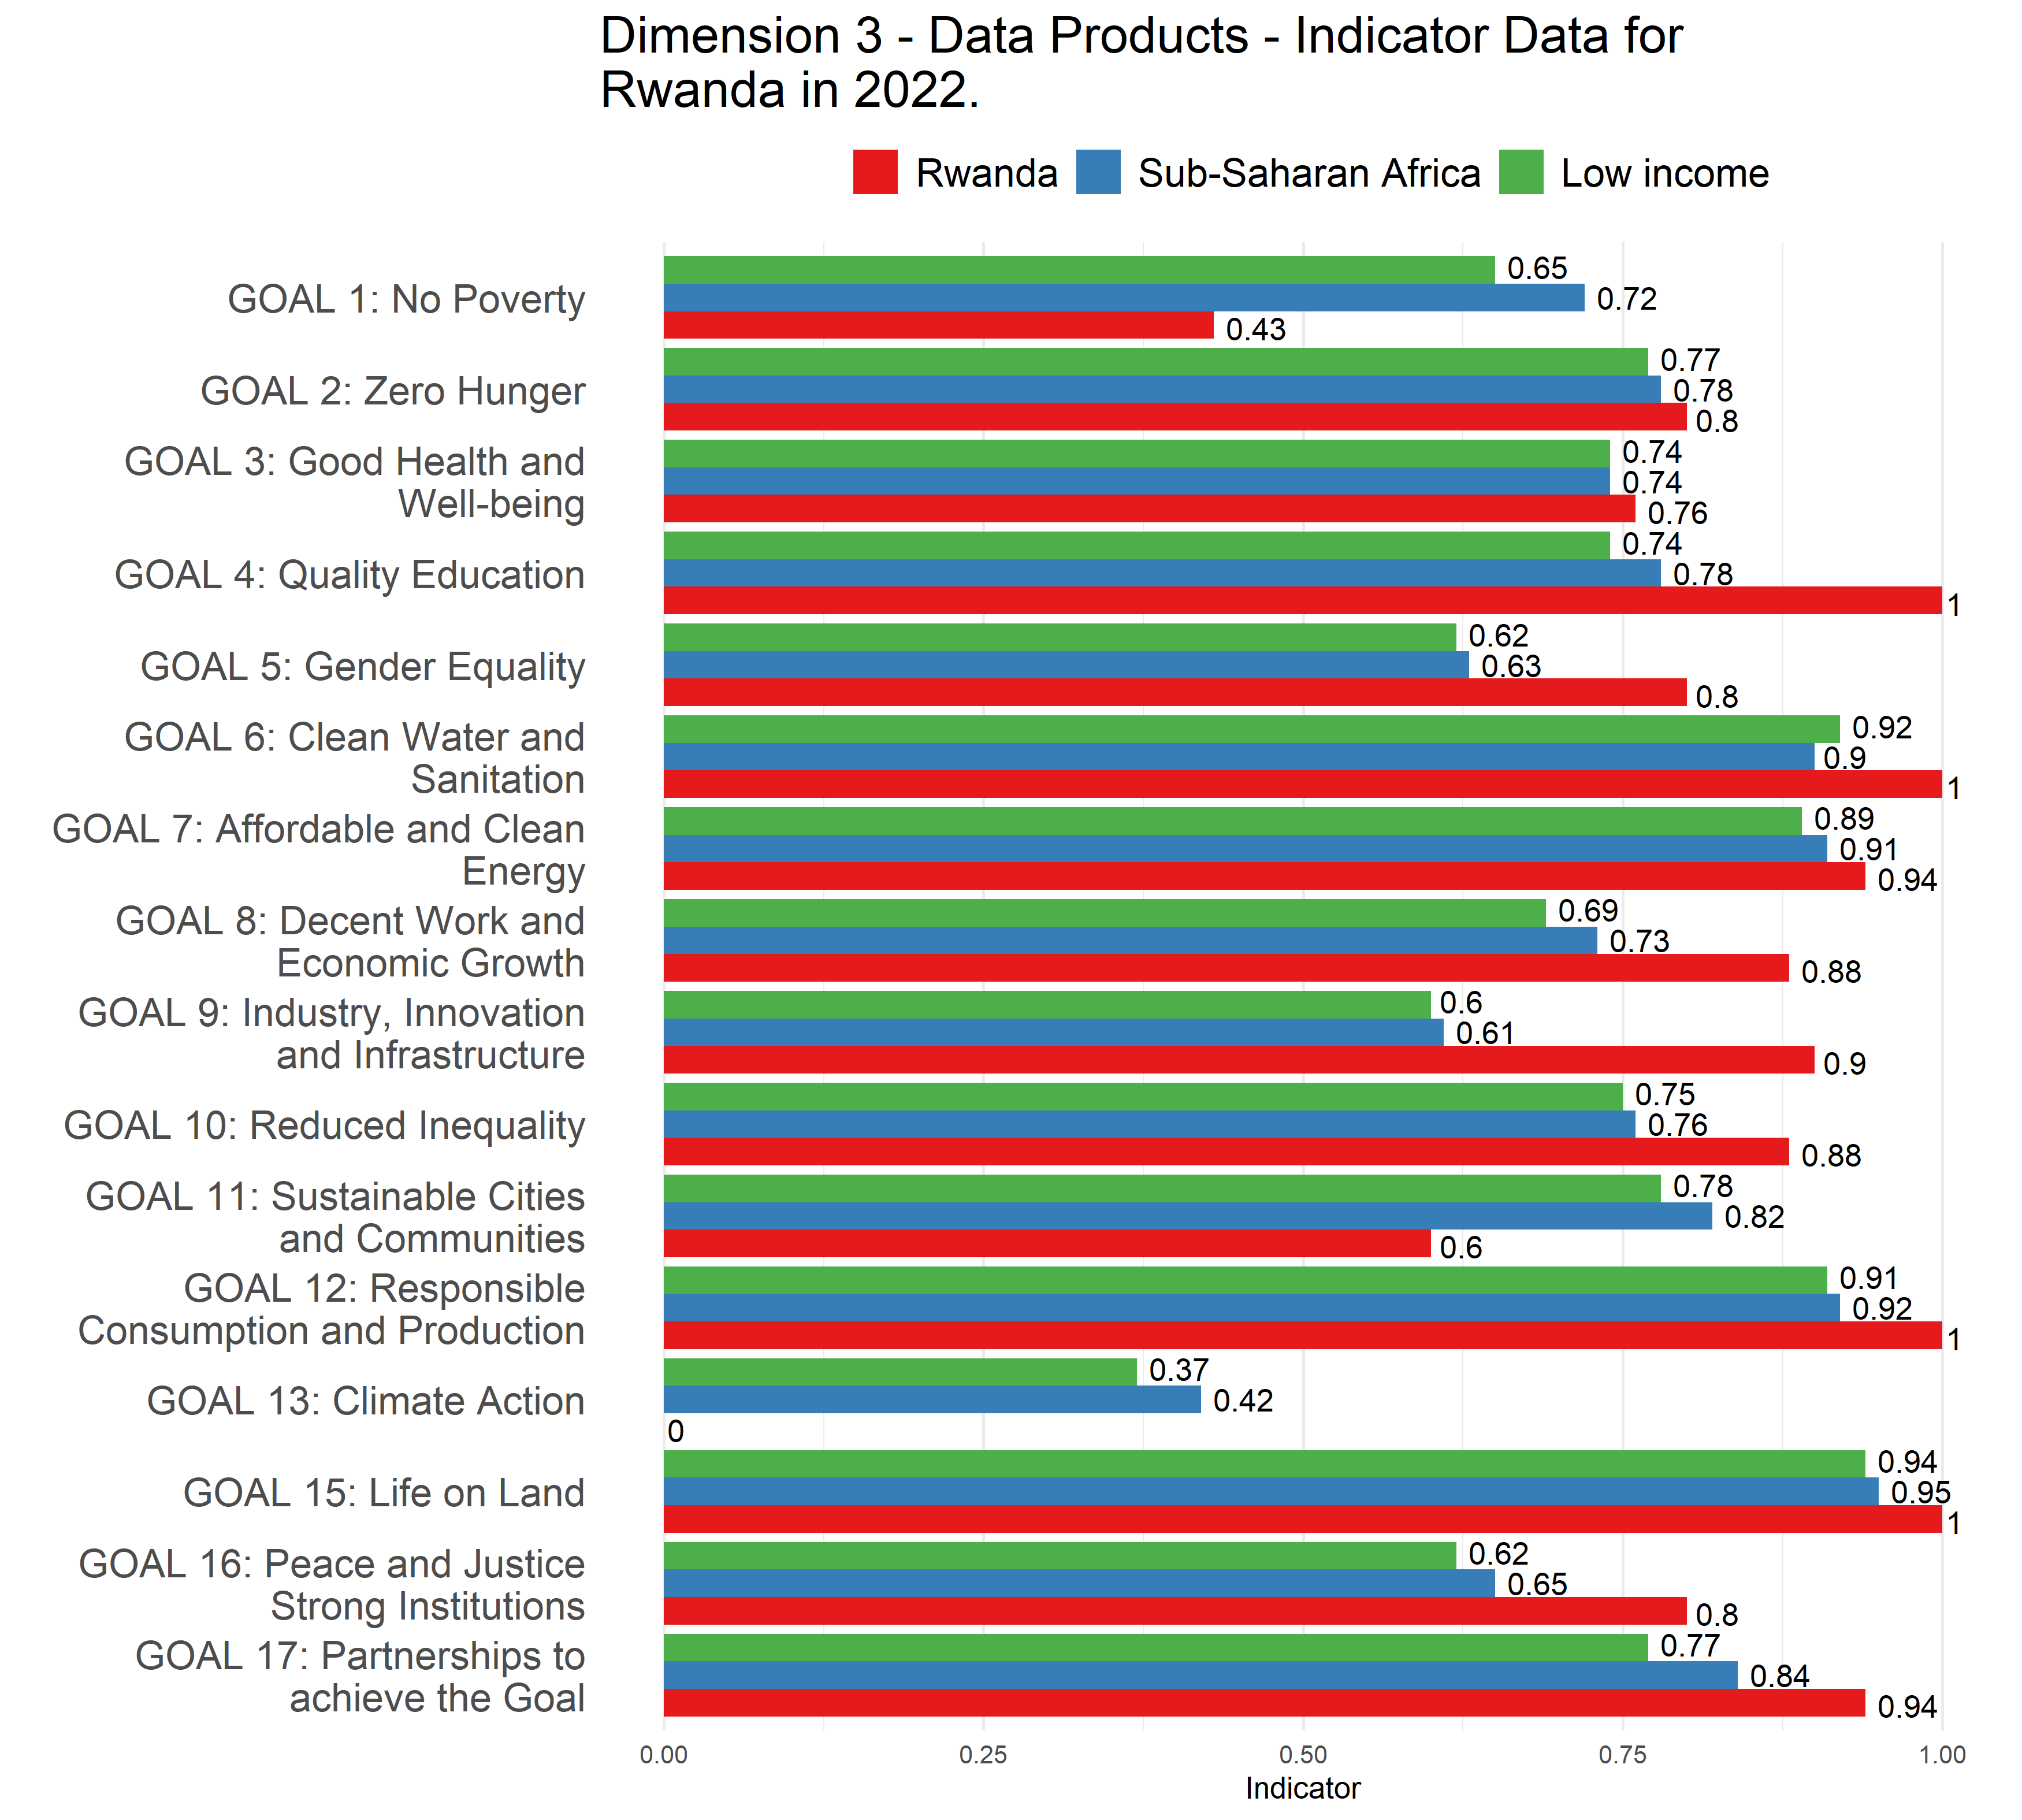 Dimension 3 - Data Products - Indicator Data for
Rwanda in 2022.
Rwanda Sub-Saharan Africa Low income
GOAL 1: No Poverty
0.65
0.72
0.43
GOAL 2: Zero Hunger
0.77
0.78
0.8
GOAL 3: Good Health and
Well-being
0.74
0.74
0.76
GOAL 4: Quality Education
0.74
0.78
1
GOAL 5: Gender Equality
0.62
0.63
0.8
GOAL 6: Clean Water and
Sanitation
0.92
0.9
1
GOAL 7: Affordable and Clean
Energy
0.89
0.91
0.94
GOAL 8: Decent Work and
Economic Growth
0.69
0.73
0.88
GOAL 9: Industry, Innovation
and Infrastructure
0.6
0.61
0.9
GOAL 10: Reduced Inequality
0.75
0.76
0.88
GOAL 11: Sustainable Cities
and Communities
0.78
0.82
0.6
GOAL 12: Responsible
Consumption and Production
0.91
0.92
1
GOAL 13: Climate Action
0.37
0.42
0
GOAL 15: Life on Land
0.94
0.95
1
GOAL 16: Peace and Justice
Strong Institutions
0.62
0.65
0.8
GOAL 17: Partnerships to
achieve the Goal
0.77
0.84
0.94
0.00 0.25 0.50 0.75 1.00
Indicator